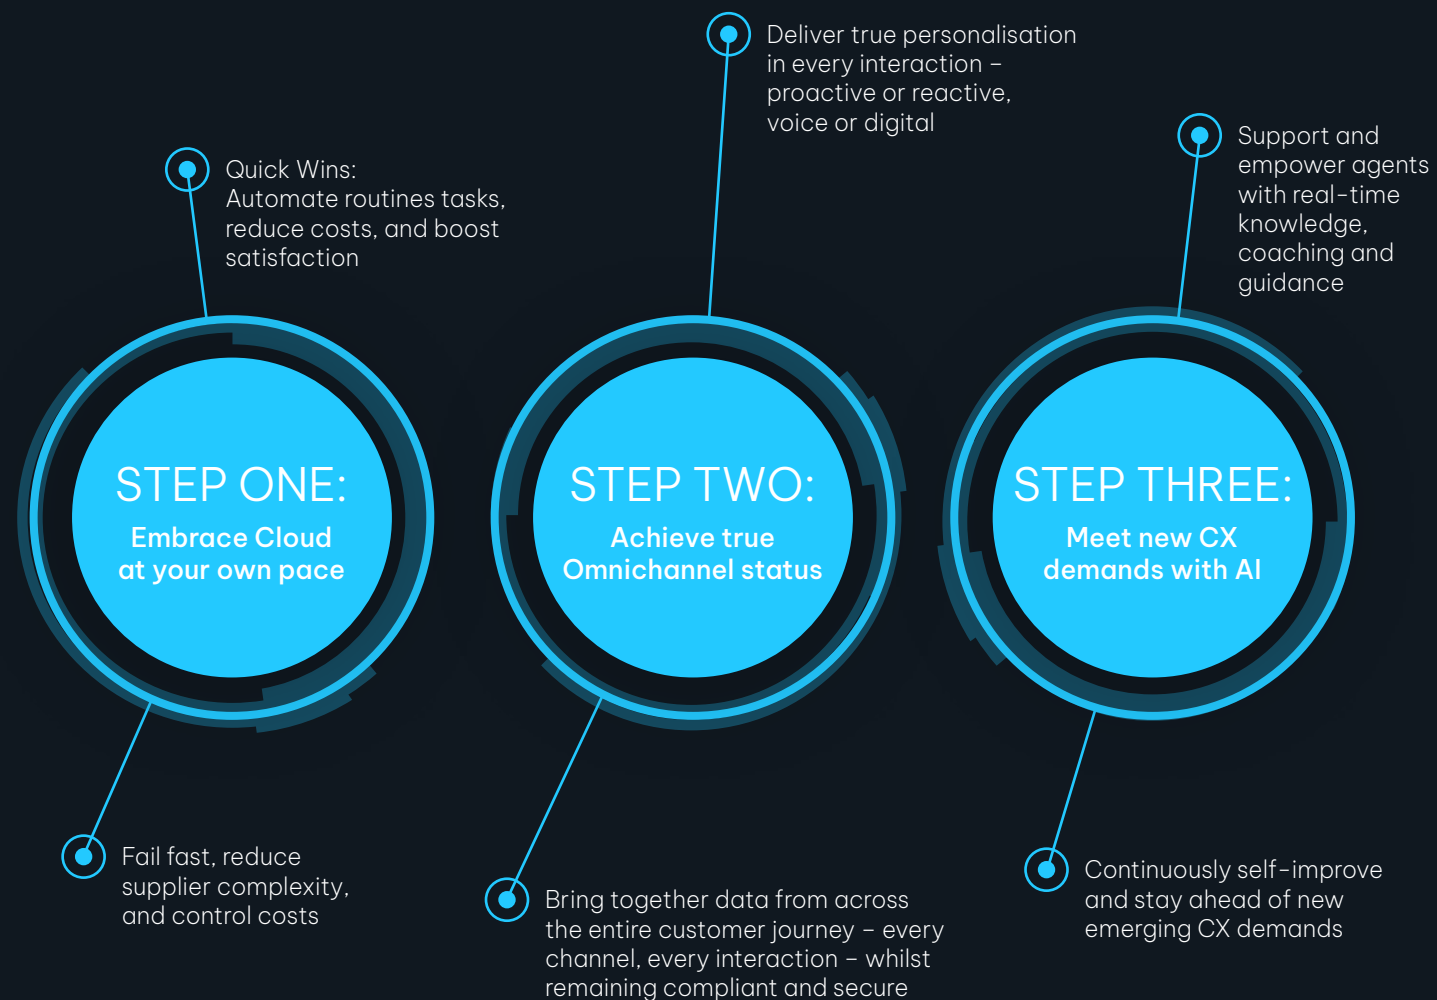 Deliver true personalisation
in every interaction –
proactive or reactive,
voice or digital
Support and
empower agents
with real-time
knowledge,
coaching and
guidance
Quick Wins:
Automate routines tasks,
reduce costs, and boost
satisfaction
STEP ONE:
Embrace Cloud
at your own pace
STEP TWO:
Achieve true
Omnichannel status
STEP THREE:
Meet new CX
demands with AI
Fail fast, reduce
supplier complexity,
and control costs
Bring together data from across
the entire customer journey – every
channel, every interaction – whilst
remaining compliant and secure
Continuously self-improve
and stay ahead of new
emerging CX demands